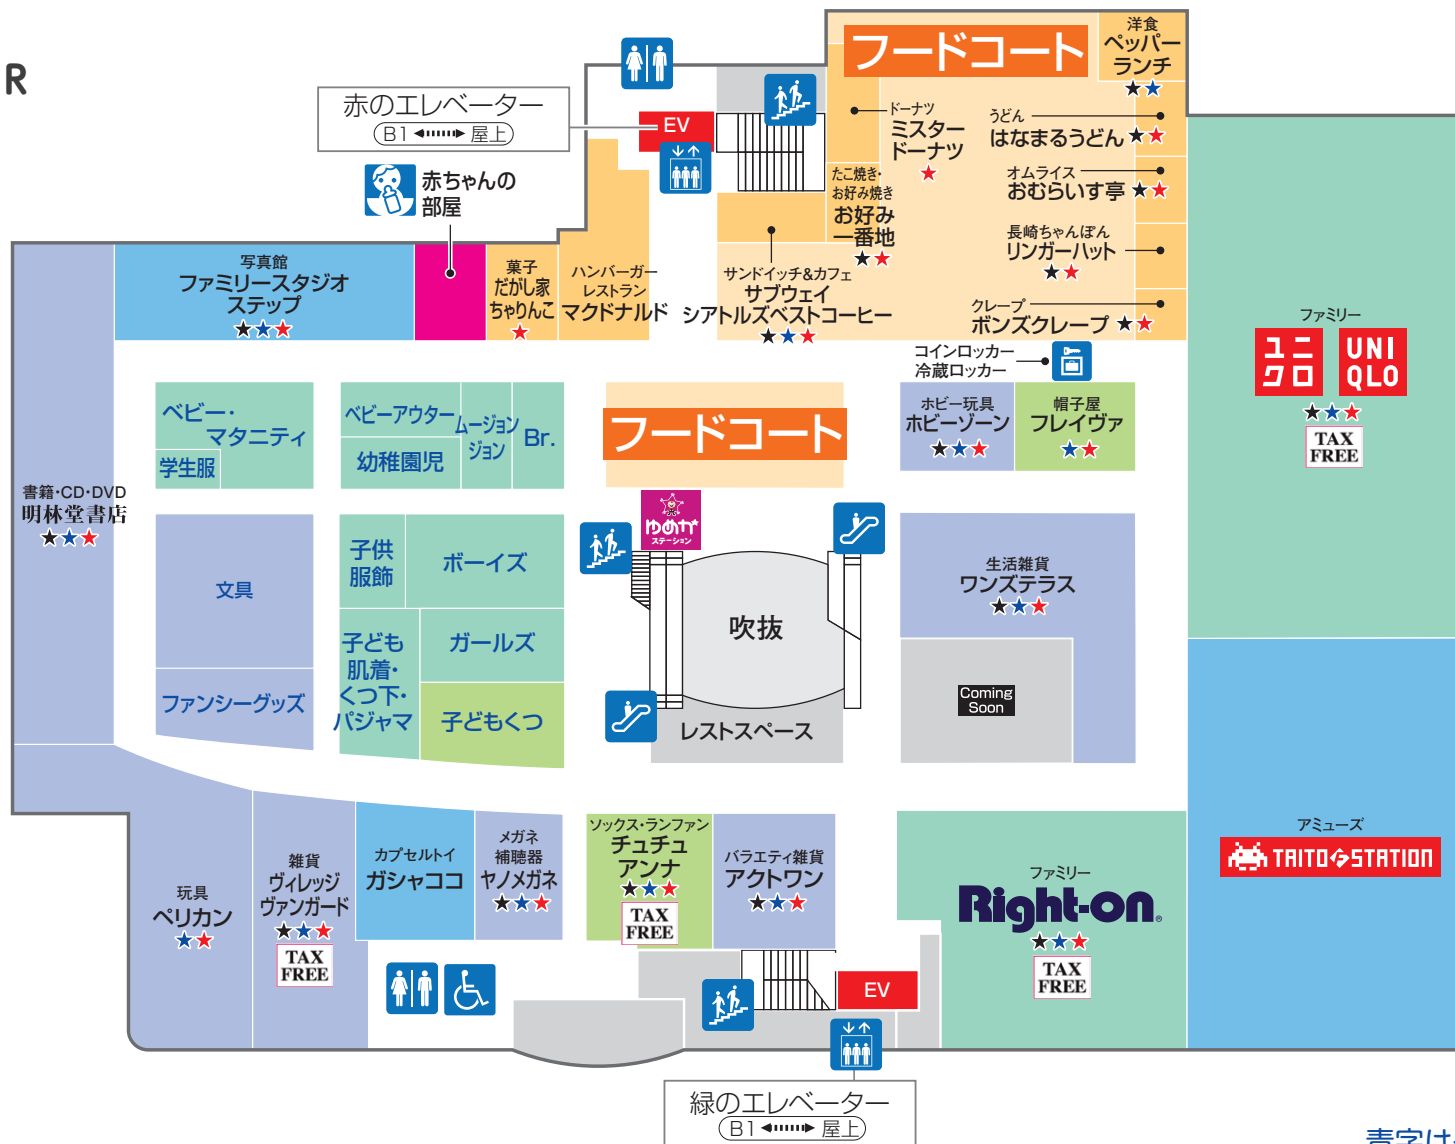 R
フードコート
洋食
ペッパー
ランチ
★★
赤のエレベーター
B1 屋上
EV
赤ちゃんの
部屋
ドーナツ
ミスター
ドーナツ
★
うどん
はなまるうどん ★★
たこ焼き・
お好み焼き
お好み
一番地
★★
オムライス
おむらいす亭 ★★
長崎ちゃんぽん
リンガーハット
★★
クレープ
ボンズクレープ ★★
写真館
ファミリースタジオ
ステップ
★★★
菓子
だがし家
ちゃりんこ
★
ハンバーガー
レストラン
マクドナルド
サンドイッチ&カフェ
サブウェイ
シアトルズベストコーヒー
★★★
コインロッカー
冷蔵ロッカー
ファミリー
ユニクロ
UNIQLO
★★★
TAX
FREE
ベビー・
マタニティ
学生服
ベビーアウター
幼稚園児
ムージョン
ジョン
Br.
フードコート
ホビー玩具
ホビーゾーン
★★★
帽子屋
フレイヴァ
★★
書籍・CD・DVD
明林堂書店
★★★
文具
ファンシーグッズ
子供
服飾
ボーイズ
子ども
肌着・
くつ下・
パジャマ
ガールズ
子どもくつ
ゆめか
ステーション
吹抜
レストスペース
生活雑貨
ワンズテラス
★★★
Coming
Soon
玩具
ペリカン
★★
雑貨
ヴィレッジ
ヴァンガード
★★★
TAX
FREE
カプセルトイ
ガシャココ
メガネ
補聴器
ヤノメガネ
★★★
ソックス・ランファン
チュチュ
アンナ
★★★
TAX
FREE
バラエティ雑貨
アクトワン
★★★
ファミリー
Right-on®
★★★
TAX
FREE
アミューズ
TAITO STATION
EV
緑のエレベーター
B1 屋上
青字は